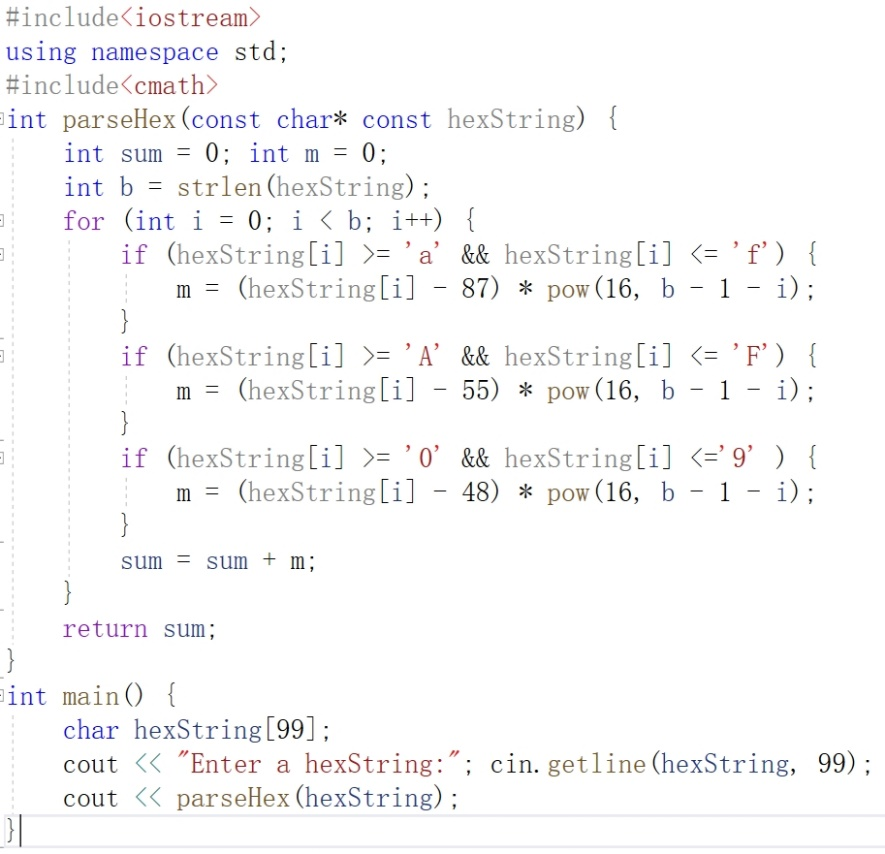 #include<iostream>
using namespace std;
#include<cmath>
int parseHex(const char* const hexString) {
    int sum = 0; int m = 0;
    int b = strlen(hexString);
    for (int i = 0; i < b; i++) {
        if (hexString[i] >= 'a' && hexString[i] <= 'f') {
            m = (hexString[i] - 87) * pow(16, b - 1 - i);
        }
        if (hexString[i] >= 'A' && hexString[i] <= 'F') {
            m = (hexString[i] - 55) * pow(16, b - 1 - i);
        }
        if (hexString[i] >= '0' && hexString[i] <='9' ) {
            m = (hexString[i] - 48) * pow(16, b - 1 - i);
        }
        sum = sum + m;
    }
    return sum;
}
int main() {
    char hexString[99];
    cout << "Enter a hexString:"; cin.getline(hexString, 99);
    cout << parseHex(hexString);
}